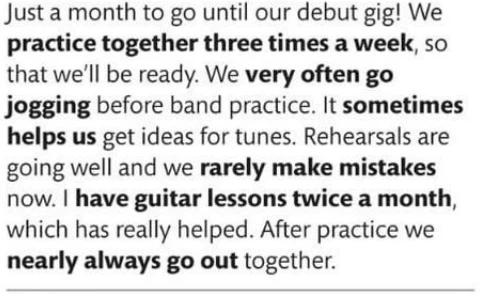 Just a month to go until our debut gig! We
practice together three times a week, so
that we'll be ready. We very often go
jogging before band practice. It sometimes
helps us get ideas for tunes. Rehearsals are
going well and we rarely make mistakes
now. I have guitar lessons twice a month,
which has really helped. After practice we
nearly always go out together.